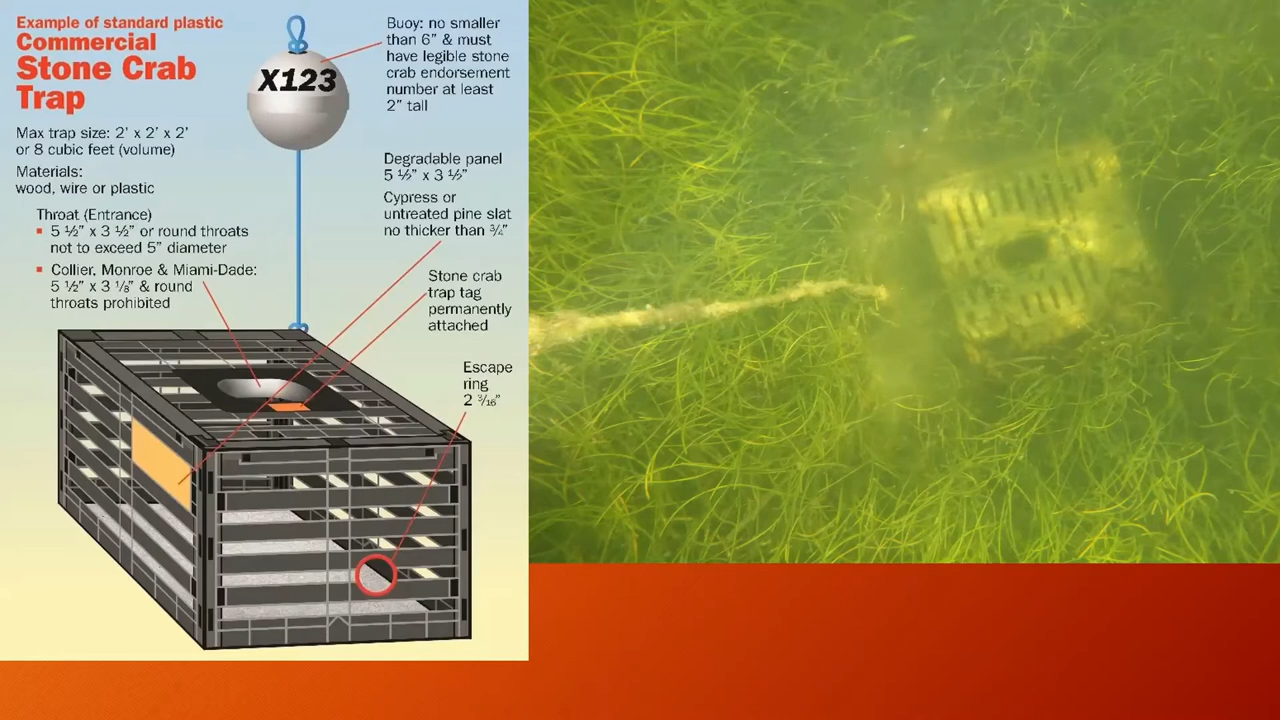 Example of standard plastic
Commercial
Stone Crab
Trap
Max trap size: 2' x 2' x 2'
or 8 cubic feet (volume)
Materials:
wood, wire or plastic
Throat (Entrance)
▪ 5 ½" x 3 ½" or round throats
not to exceed 5" diameter
▪ Collier, Monroe & Miami-Dade:
5 ½" x 3 ⅛" & round
throats prohibited
X123
Buoy: no smaller
than 6" & must
have legible stone
crab endorsement
number at least
2" tall
Degradable panel
5 ½" x 3 ½"
Cypress or
untreated pine slat
no thicker than ¾"
Stone crab
trap tag
permanently
attached
Escape
ring
2 3/16"